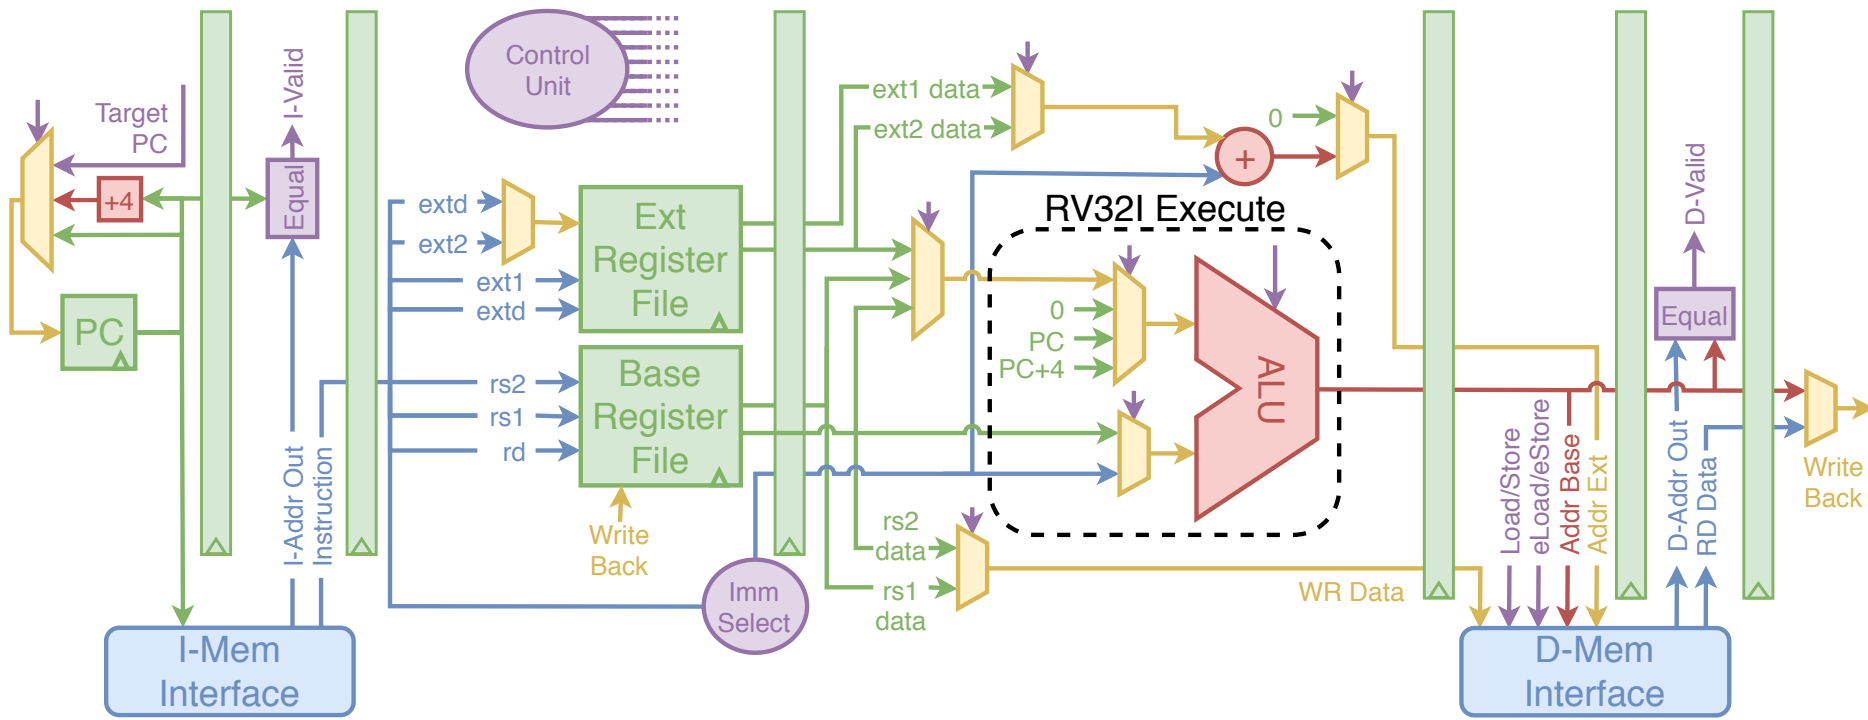 Target
PC
+4
PC
I-Valid
Equal
I-Addr Out
Instruction
I-Mem
Interface
Control
Unit
extd
ext2
ext1
extd
Ext
Register
File
rs2
rs1
rd
Base
Register
File
Write
Back
Imm
Select
ext1 data
ext2 data
+
0
RV32I Execute
0
PC
PC+4
ALU
rs2
data
rs1
data
WR Data
Load/Store
eLoad/eStore
Addr Base
Addr Ext
D-Valid
Equal
D-Addr Out
RD Data
D-Mem
Interface
Write
Back